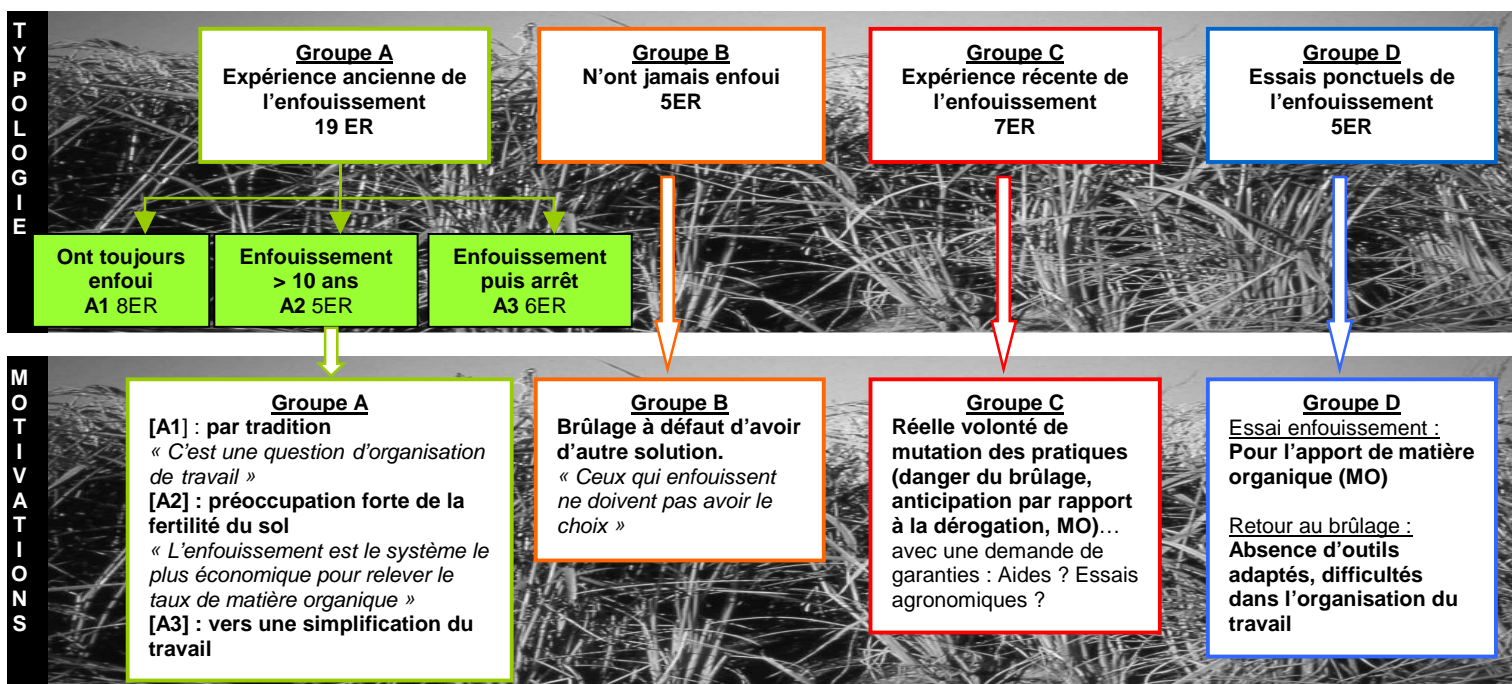 TYPOLOGIE
Groupe A
Expérience ancienne de
l'enfouissement
19 ER
Groupe B
N'ont jamais enfoui
5ER
Groupe C
Expérience récente de
l'enfouissement
7ER
Groupe D
Essais ponctuels de
l'enfouissement
5ER
Ont toujours
enfoui
A1 8ER
Enfouissement
> 10 ans
A2 5ER
Enfouissement
puis arrêt
A3 6ER
MOTIVATIONS
Groupe A
[A1] : par tradition
« C'est une question d'organisation
de travail »
[A2] : préoccupation forte de la
fertilité du sol
« L'enfouissement est le système le
plus économique pour relever le
taux de matière organique »
[A3] : vers une simplification du
travail
Groupe B
Brûlage à défaut d'avoir
d'autre solution.
« Ceux qui enfouissent
ne doivent pas avoir le
choix »
Groupe C
Réelle volonté de
mutation des pratiques
(danger du brûlage,
anticipation par rapport
à la dérogation, MO)…
avec une demande de
garanties : Aides ? Essais
agronomiques ?
Groupe D
Essai enfouissement :
Pour l'apport de matière
organique (MO)
Retour au brûlage :
Absence d'outils
adaptés, difficultés
dans l'organisation du
travail